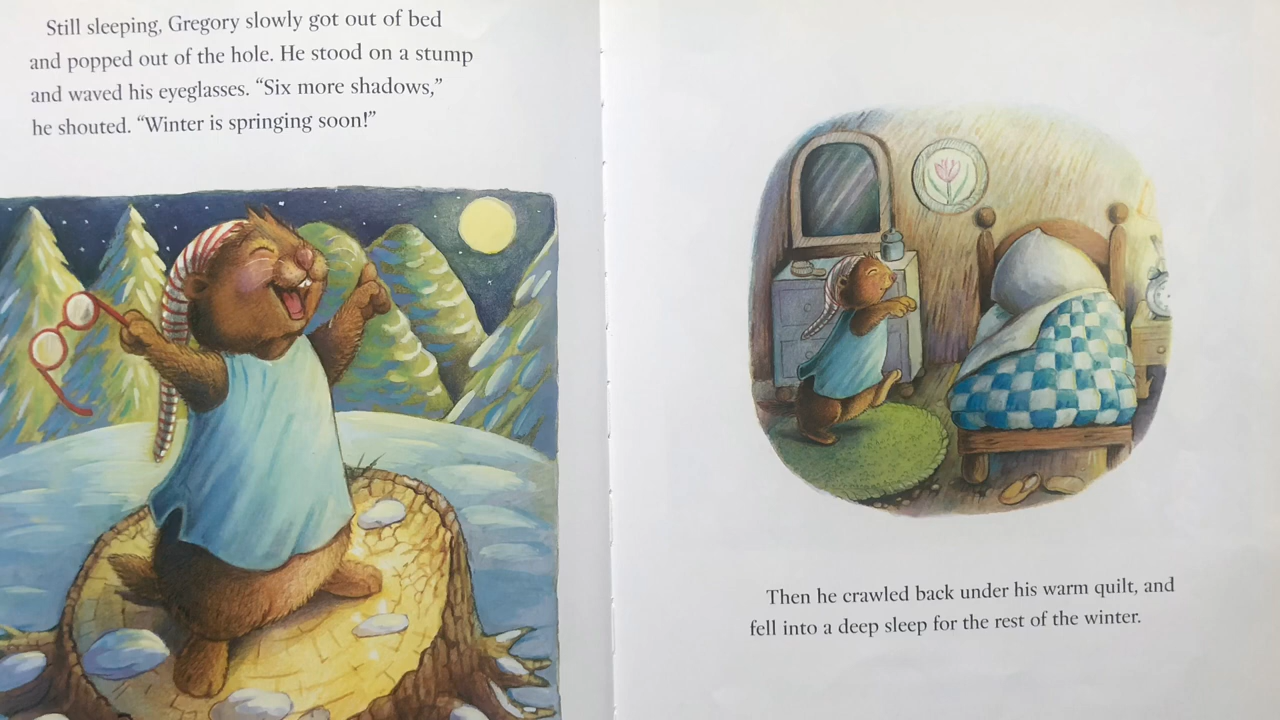 Still sleeping, Gregory slowly got out of bed
and popped out of the hole. He stood on a stump
and waved his eyeglasses. “Six more shadows,”
he shouted. “Winter is springing soon!”
Then he crawled back under his warm quilt, and
fell into a deep sleep for the rest of the winter.